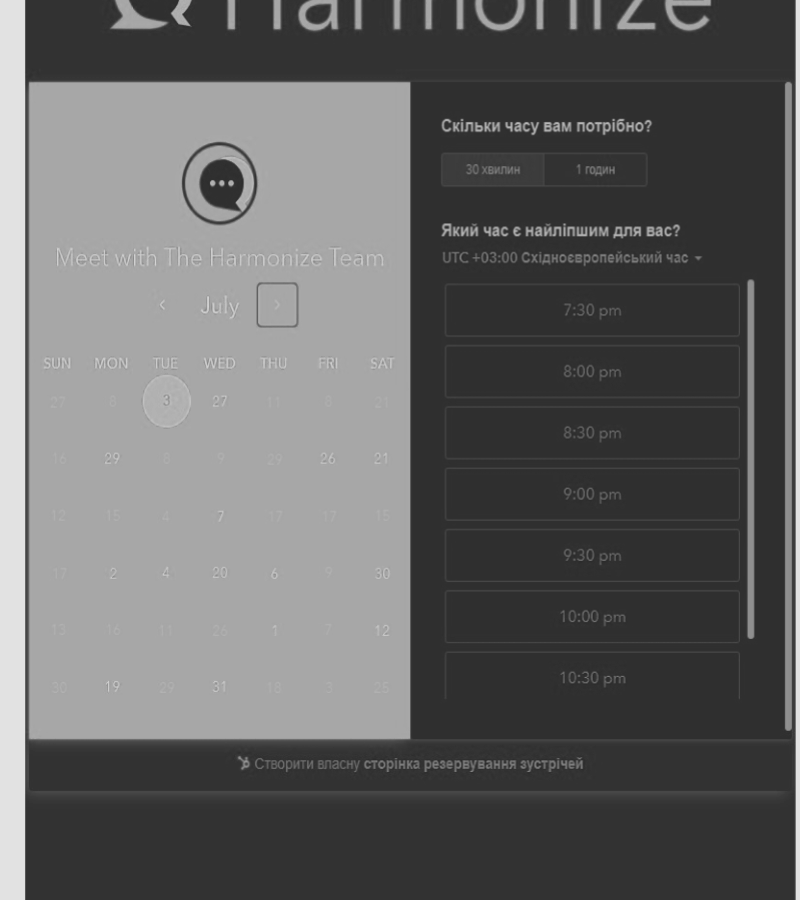 Harmonize
Meet with The Harmonize Team
July
SUN MON TUE WED THU FRI SAT
27 8 3 27 11 8 21
16 29 8 9 29 26 21
12 15 4 7 17 17 15
17 2 4 20 6 9 30
13 16 11 26 1 7 12
30 19 29 31 18 3 25
Скільки часу вам потрібно?
30 хвилин 1 годин
Який час є найліпшим для вас?
UTC +03:00 Східноєвропейський час
7:30 pm
8:00 pm
8:30 pm
9:00 pm
9:30 pm
10:00 pm
10:30 pm
Створити власну сторінка резервування зустрічей